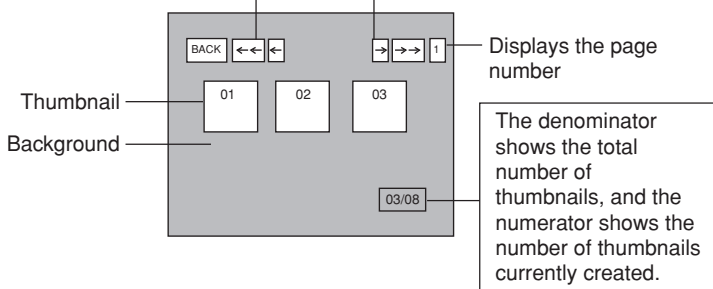 BACK ←← ← → →→ 1
Displays the page
number
01 02 03
Thumbnail
Background
03/08
The denominator
shows the total
number of
thumbnails, and the
numerator shows the
number of thumbnails
currently created.